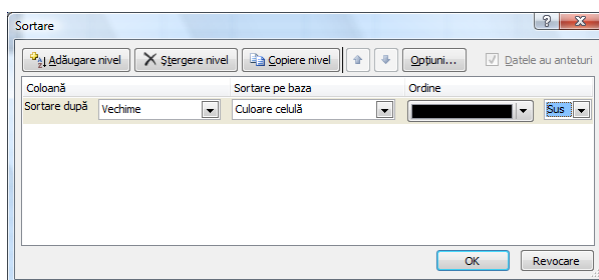 Sortare
Adăugare nivel Ștergere nivel Copiere nivel Opțiuni... Datele au anteturi
Coloană Sortare pe baza Ordine
Sortare după Vechime Culoare celulă Sus
OK Revocare